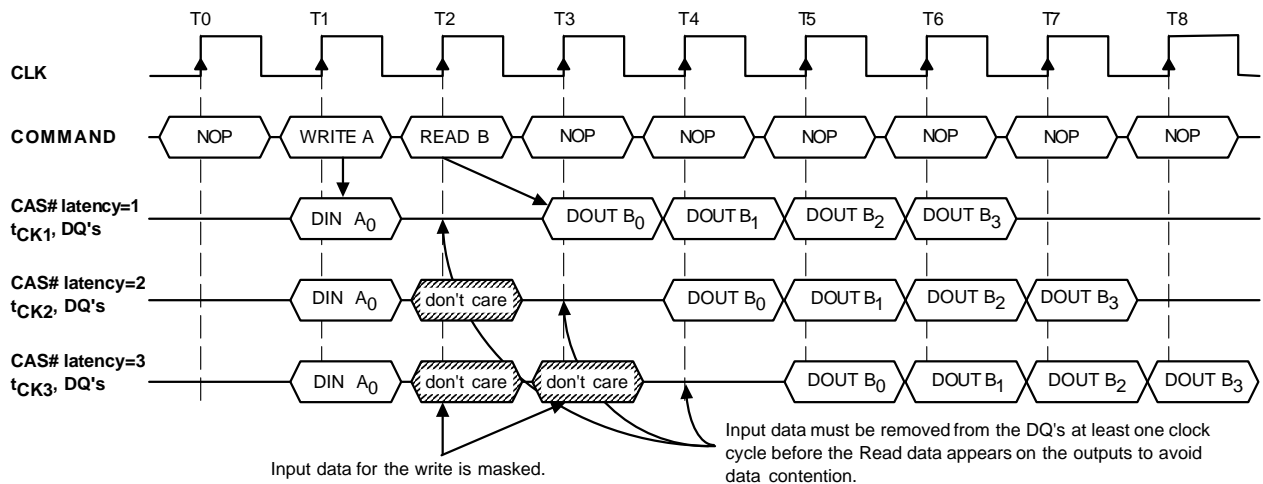 T0 T1 T2 T3 T4 T5 T6 T7 T8
CLK
COMMAND NOP WRITE A READ B NOP NOP NOP NOP NOP NOP
CAS# latency=1
tCK1, DQ's DIN A0 DOUT B0 DOUT B1 DOUT B2 DOUT B3
CAS# latency=2
tCK2, DQ's DIN A0 don't care DOUT B0 DOUT B1 DOUT B2 DOUT B3
CAS# latency=3
tCK3, DQ's DIN A0 don't care don't care DOUT B0 DOUT B1 DOUT B2 DOUT B3
Input data for the write is masked.
Input data must be removed from the DQ's at least one clock
cycle before the Read data appears on the outputs to avoid
data contention.